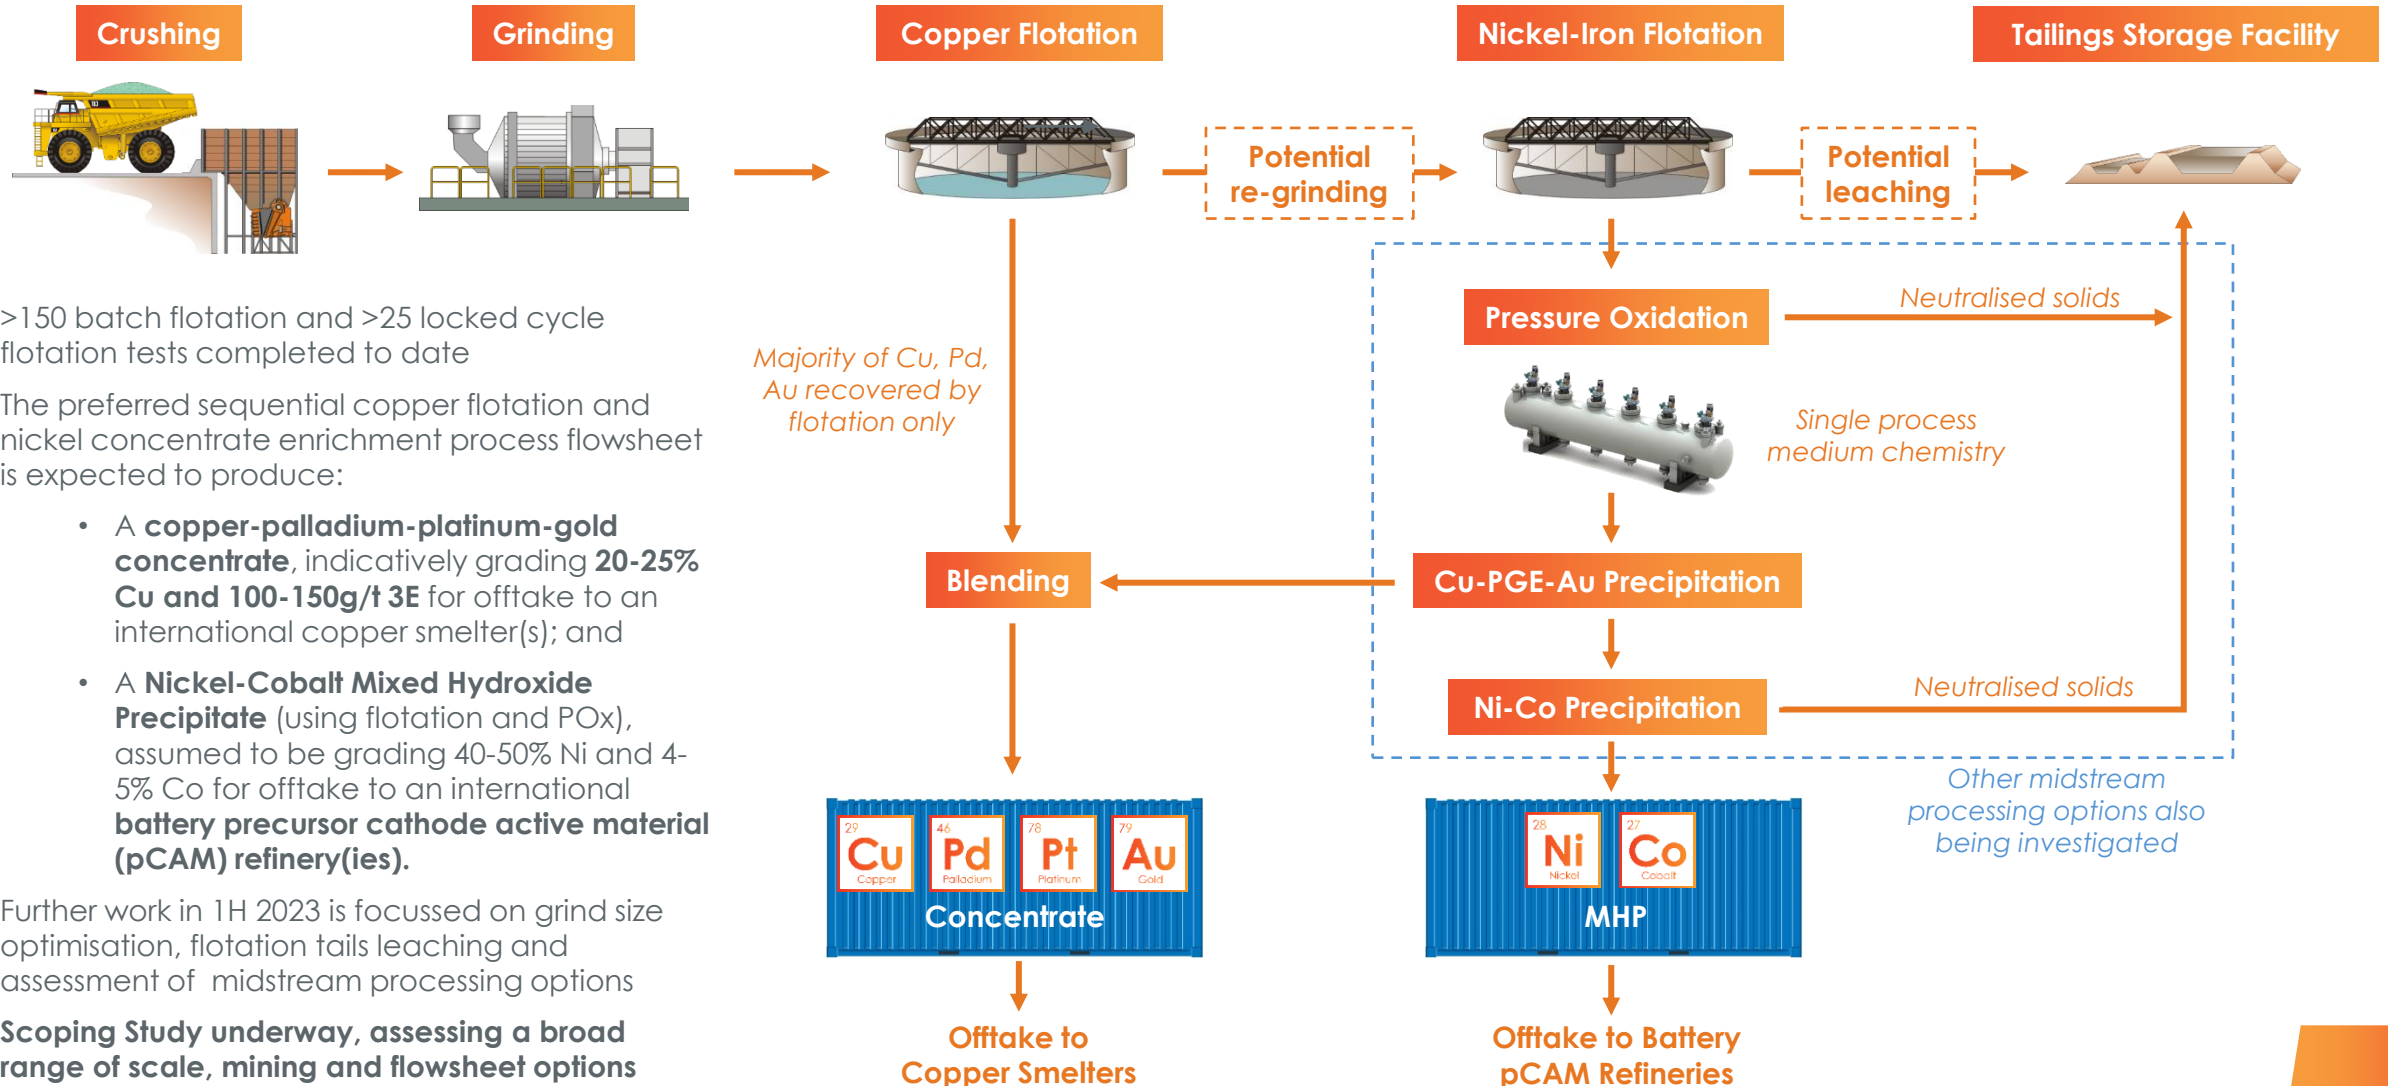 Crushing
Grinding
Copper Flotation
Nickel-Iron Flotation
Tailings Storage Facility
Potential
re-grinding
Potential
leaching
>150 batch flotation and >25 locked cycle
flotation tests completed to date
The preferred sequential copper flotation and
nickel concentrate enrichment process flowsheet
is expected to produce:
• A copper-palladium-platinum-gold
concentrate, indicatively grading 20-25%
Cu and 100-150g/t 3E for offtake to an
international copper smelter(s); and
• A Nickel-Cobalt Mixed Hydroxide
Precipitate (using flotation and POx),
assumed to be grading 40-50% Ni and 4-
5% Co for offtake to an international
battery precursor cathode active material
(pCAM) refinery(ies).
Further work in 1H 2023 is focussed on grind size
optimisation, flotation tails leaching and
assessment of  midstream processing options
Scoping Study underway, assessing a broad
range of scale, mining and flowsheet options
Majority of Cu, Pd,
Au recovered by
flotation only
Pressure Oxidation
Neutralised solids
Single process
medium chemistry
Blending
Cu-PGE-Au Precipitation
Ni-Co Precipitation
Neutralised solids
Other midstream
processing options also
being investigated
29
Cu
Copper
46
Pd
Palladium
78
Pt
Platinum
79
Au
Gold
Concentrate
28
Ni
Nickel
27
Co
Cobalt
MHP
Offtake to
Copper Smelters
Offtake to Battery
pCAM Refineries